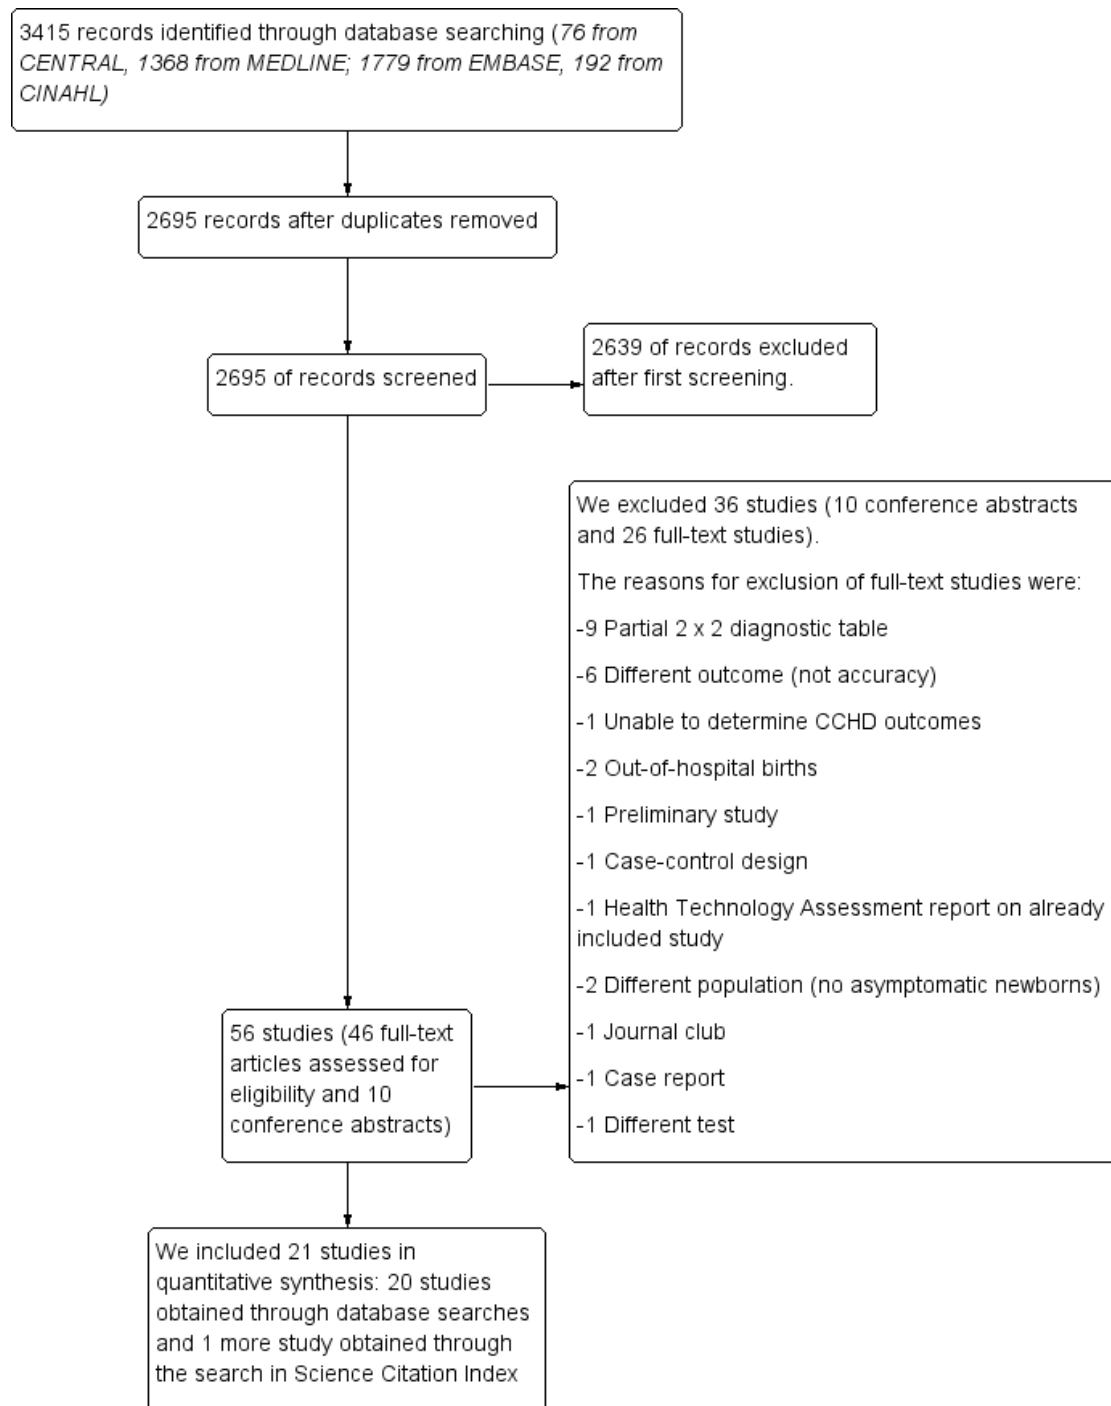 3415 records identified through database searching (76 from
CENTRAL, 1368 from MEDLINE; 1779 from EMBASE, 192 from
CINAHL)
2695 records after duplicates removed
2695 of records screened
2639 of records excluded
after first screening.
We excluded 36 studies (10 conference abstracts
and 26 full-text studies).
The reasons for exclusion of full-text studies were:
-9 Partial 2 x 2 diagnostic table
-6 Different outcome (not accuracy)
-1 Unable to determine CCHD outcomes
-2 Out-of-hospital births
-1 Preliminary study
-1 Case-control design
-1 Health Technology Assessment report on already
included study
-2 Different population (no asymptomatic newborns)
-1 Journal club
-1 Case report
-1 Different test
56 studies (46 full-text
articles assessed for
eligibility and 10
conference abstracts)
We included 21 studies in
quantitative synthesis: 20 studies
obtained through database searches
and 1 more study obtained through
the search in Science Citation Index